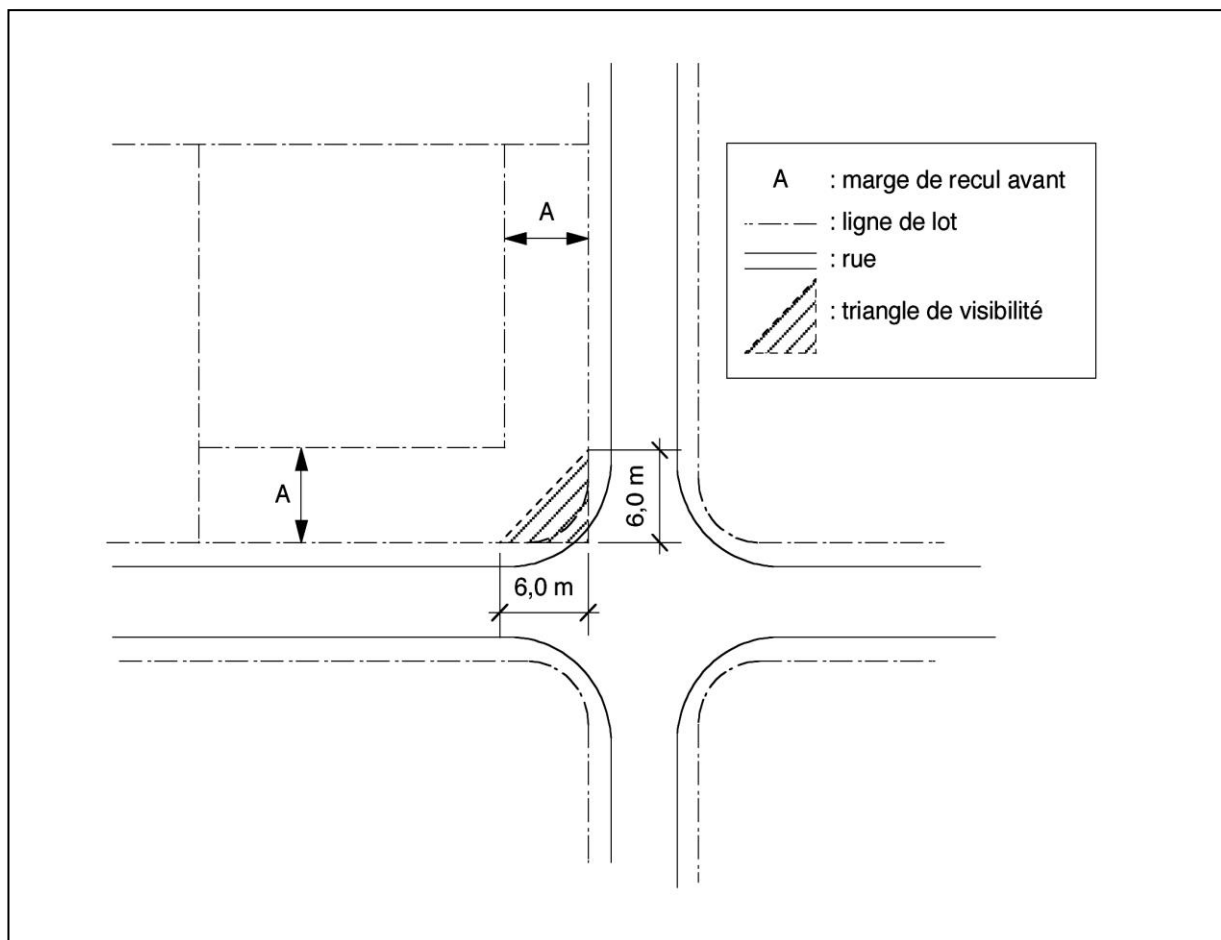 A : marge de recul avant
: ligne de lot
: rue
: triangle de visibilité
A
A
6,0 m
6,0 m